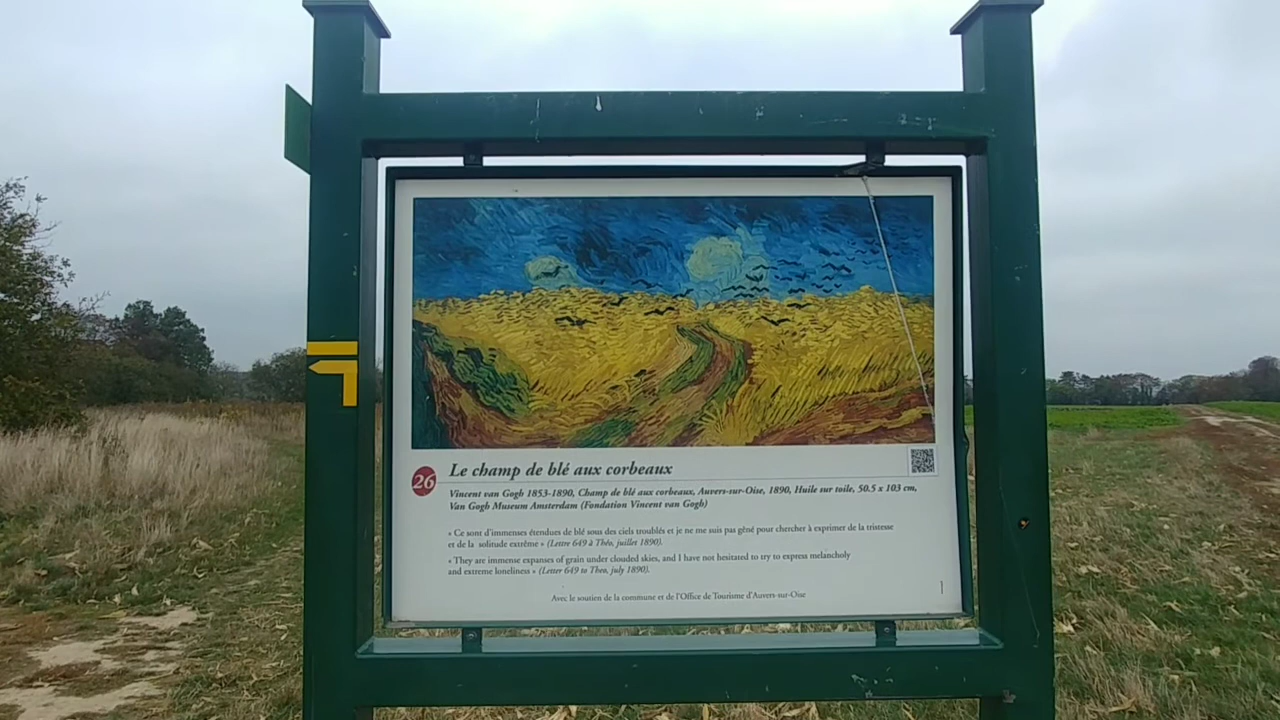 26
Le champ de blé aux corbeaux
Vincent van Gogh 1853-1890, Champ de blé aux corbeaux, Auvers-sur-Oise, 1890, Huile sur toile, 50.5 x 103 cm,
Van Gogh Museum Amsterdam (Fondation Vincent van Gogh)
« Ce sont d'immenses étendues de blé sous des ciels troublés et je ne me suis pas gêné pour chercher à exprimer de la tristesse
et de la solitude extrême » (Lettre 649 à Théo, juillet 1890).
« They are immense expanses of grain under clouded skies, and I have not hesitated to try to express melancholy
and extreme loneliness » (Letter 649 to Theo, july 1890).
Avec le soutien de la commune et de l'Office de Tourisme d'Auvers-sur-Oise